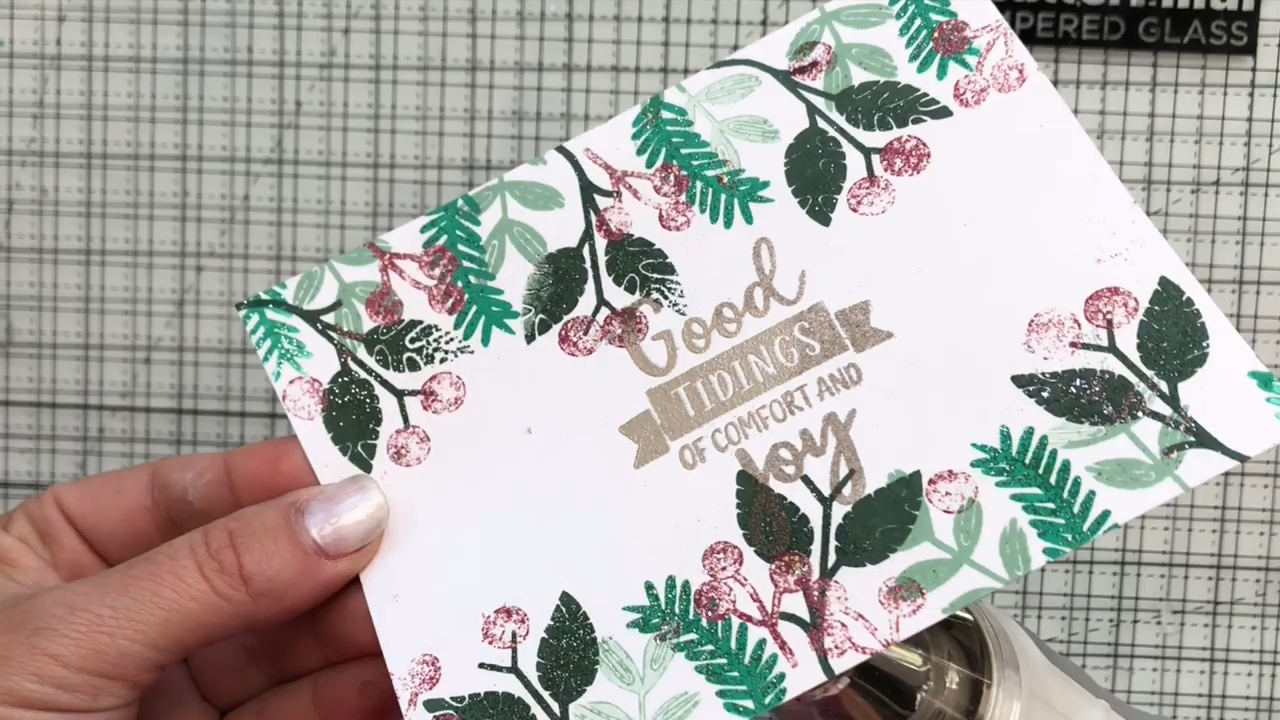 Good
TIDINGS
OF COMFORT AND
Joy
TEMPERED GLASS